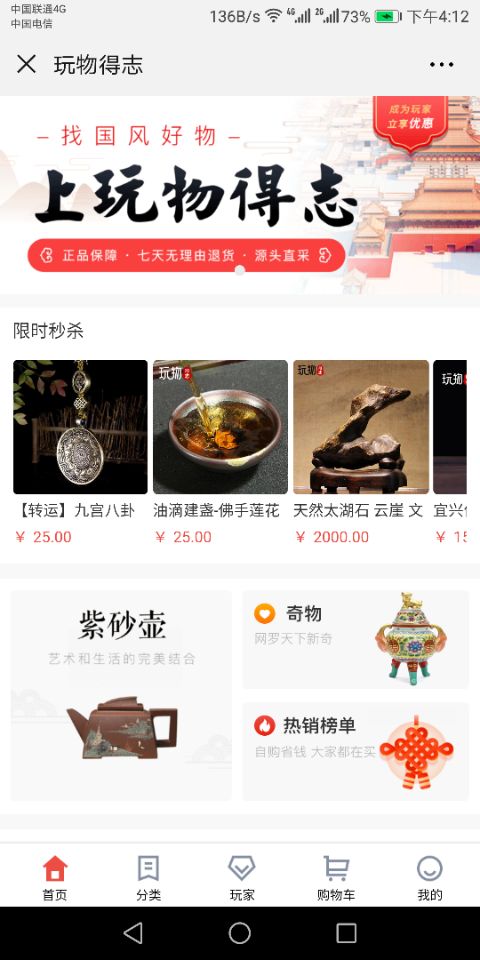 中国联通4G
中国电信
136B/s 4G 2G 73% 下午4:12
玩物得志
成为玩家
立享优惠
– 找国风好物 –
上玩物得志
正品保障 · 七天无理由退货 · 源头直采
限时秒杀
玩物
玩物
玩物
【转运】九宫八卦
油滴建盏-佛手莲花
天然太湖石 云崖 文
宜兴
¥ 25.00
¥ 25.00
¥ 2000.00
¥ 15
紫砂壶
艺术和生活的完美结合
奇物
网罗天下新奇
热销榜单
自购省钱 大家都在买
首页
分类
玩家
购物车
我的